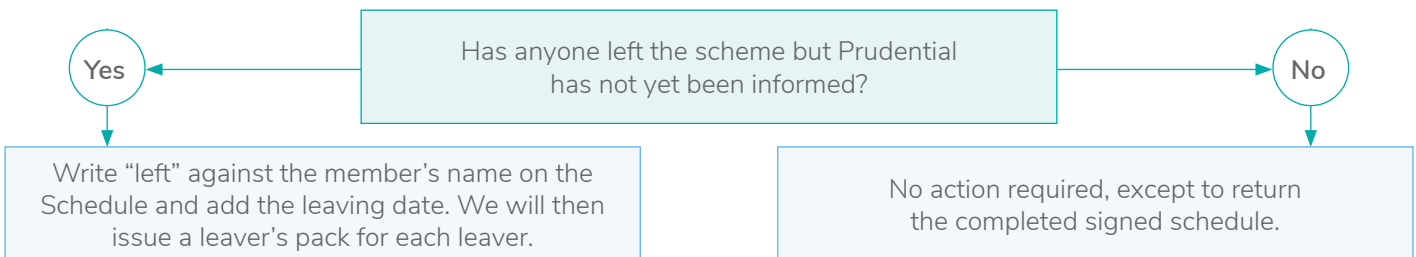 Has anyone left the scheme but Prudential
has not yet been informed?
Yes
No
Write “left” against the member’s name on the
Schedule and add the leaving date. We will then
issue a leaver’s pack for each leaver.
No action required, except to return
the completed signed schedule.